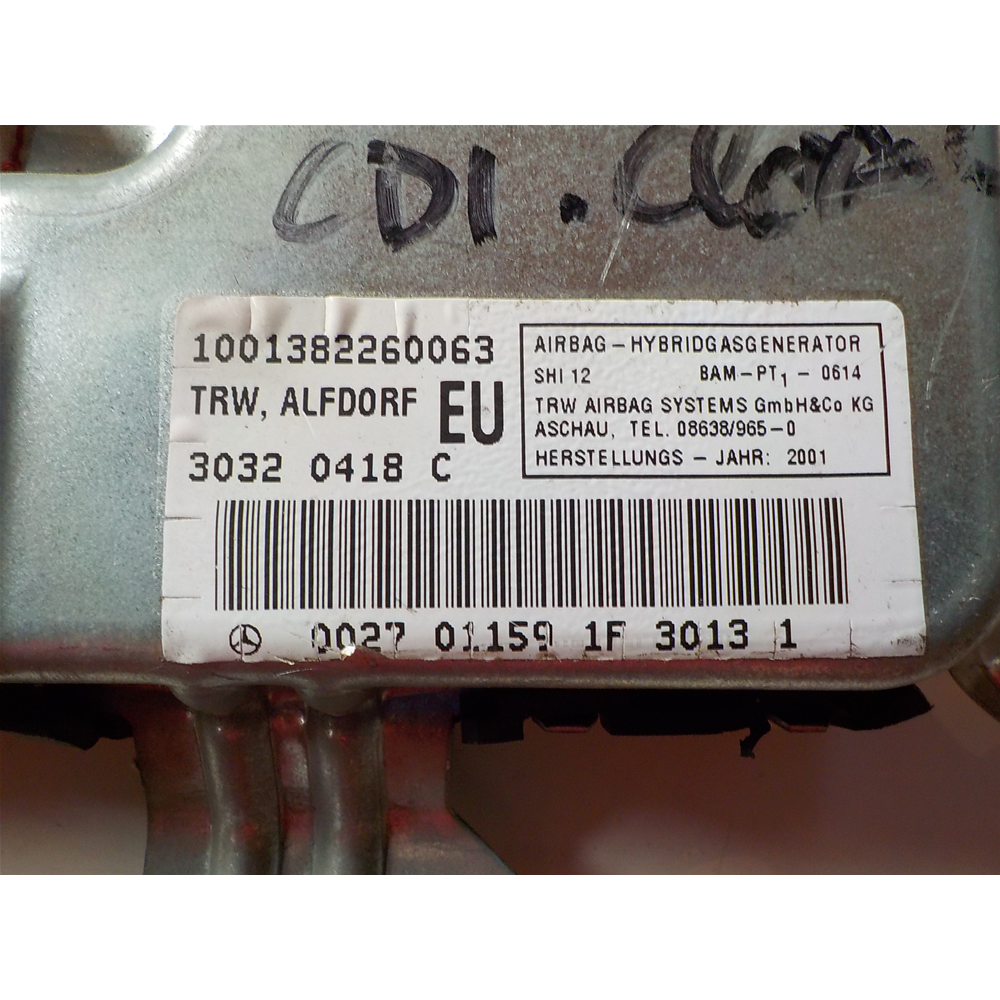 CDI.
1001382260063
TRW, ALFDORF EU
3032 0418 C
AIRBAG – HYBRIDGASGENERATOR
SHI 12 BAM–PT₁ – 0614
TRW AIRBAG SYSTEMS GmbH&Co KG
ASCHAU, TEL. 08638/965–0
HERSTELLUNGS – JAHR: 2001
0027 01159 1F 3013 1